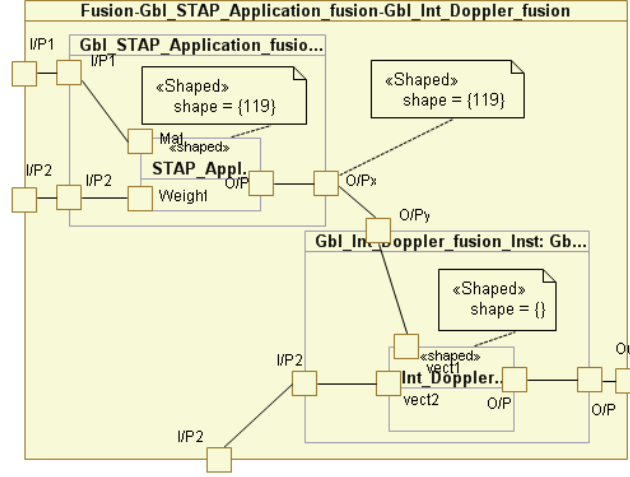 Fusion-Gbl_STAP_Application_fusion-Gbl_Int_Doppler_fusion
I/P1
Gbl_STAP_Application_fusio...
I/P1
«Shaped»
shape = {119}
«Shaped»
shape = {119}
Mat
«shaped»
STAP_Appl...
I/P2
I/P2
O/P
O/Px
Weight
O/Py
Gbl_Int_Doppler_fusion_Inst: Gb...
«Shaped»
shape = {}
I/P2
«shaped»
vect1
Int_Doppler...
Ou
vect2
O/P
O/P
I/P2